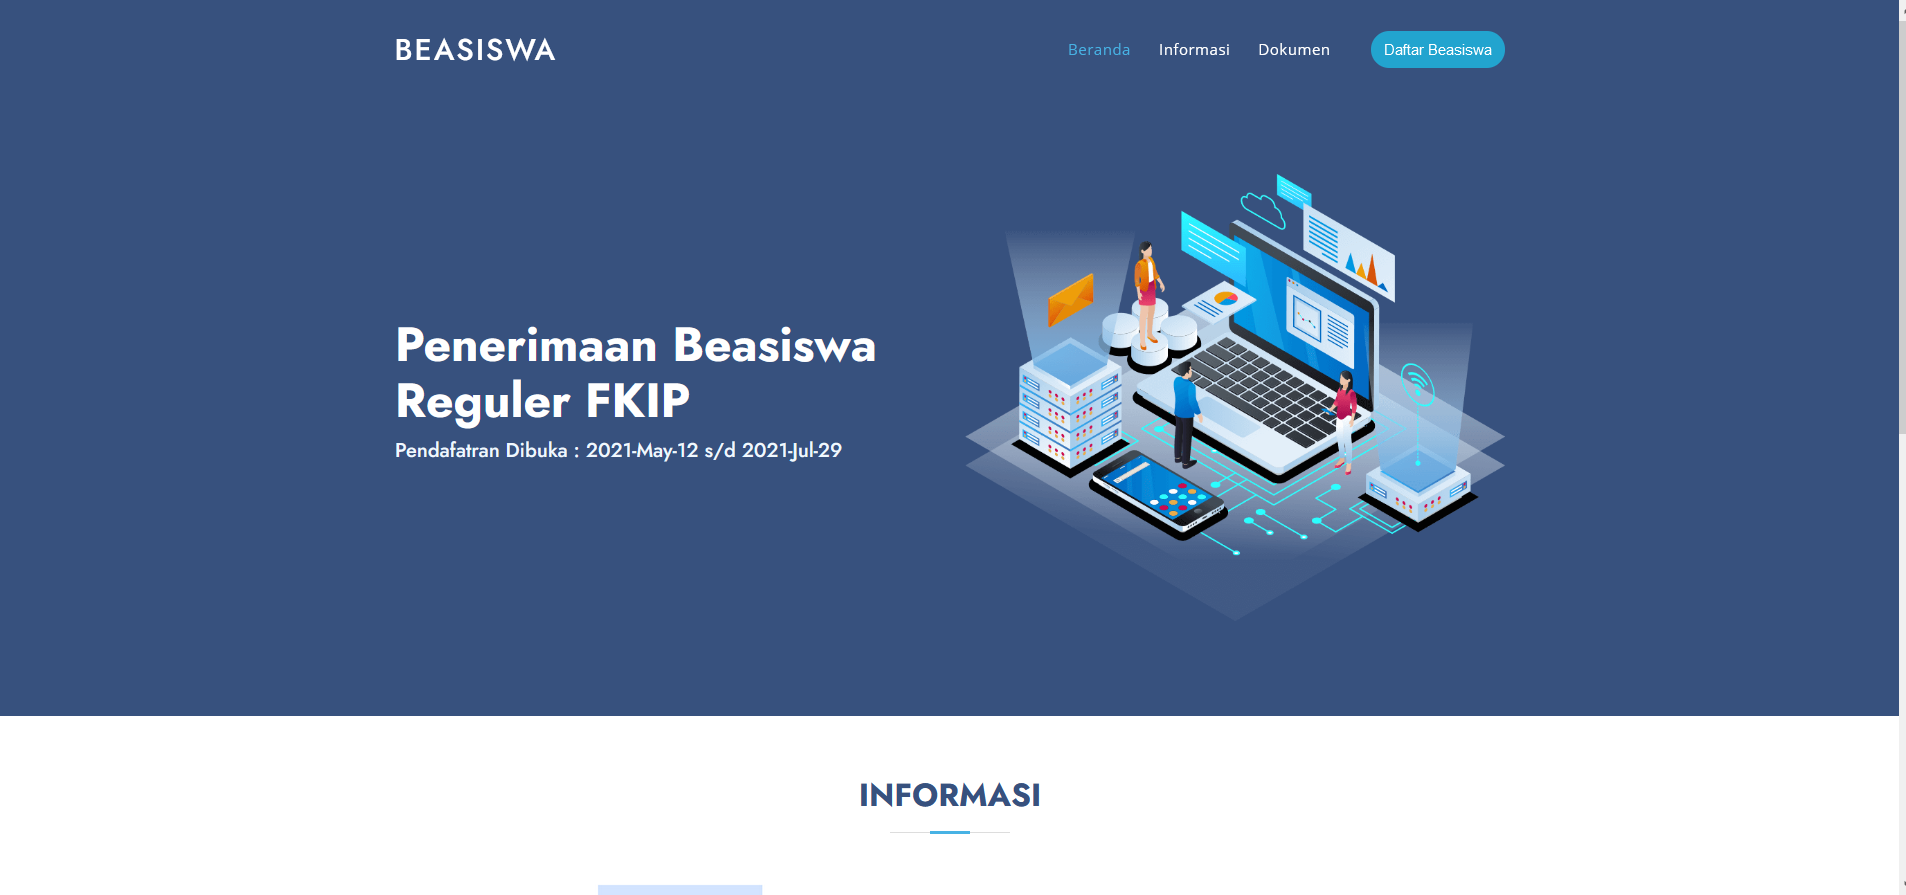 BEASISWA
Beranda Informasi Dokumen Daftar Beasiswa
Penerimaan Beasiswa
Reguler FKIP
Pendafatran Dibuka : 2021-May-12 s/d 2021-Jul-29
INFORMASI